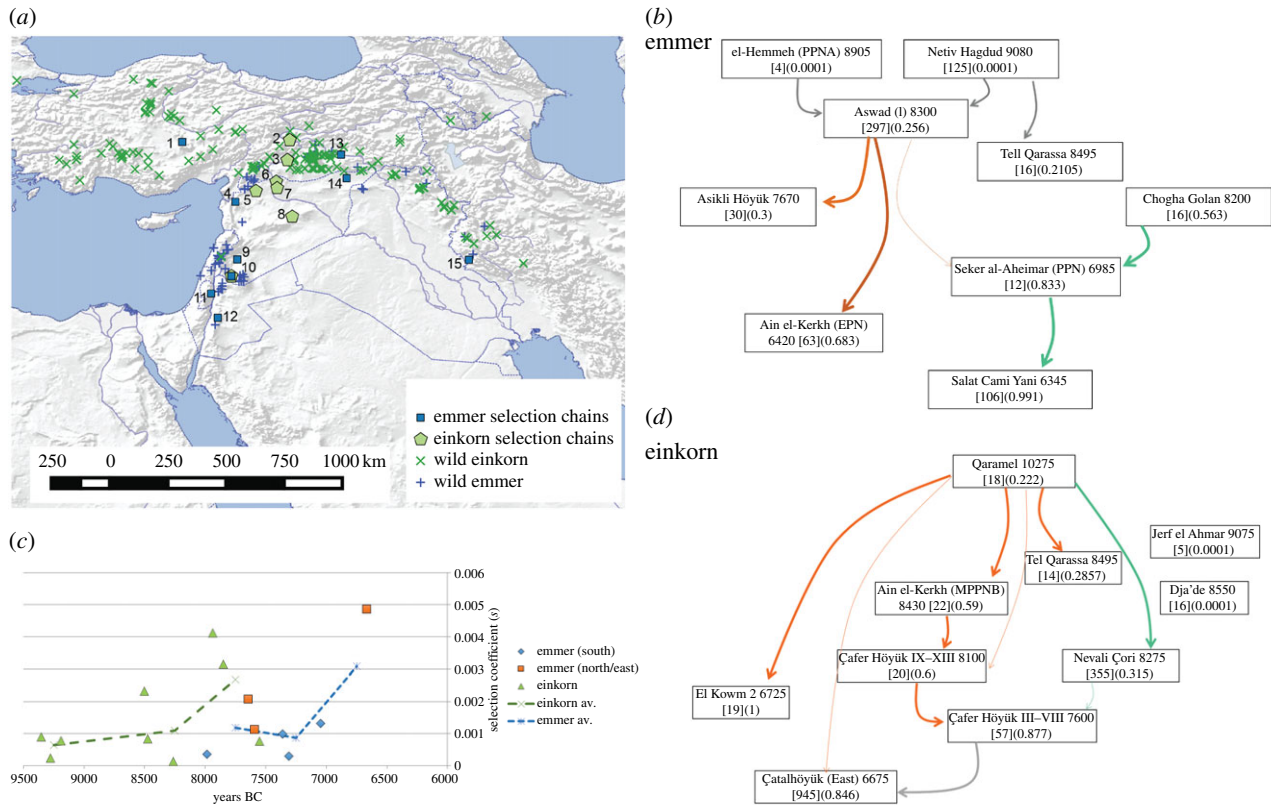 (a)
1
2
3
13
14
6
7
4
5
8
9
10
11
12
15
emmer selection chains
einkorn selection chains
wild einkorn
wild emmer
250 0 250 500 750 1000 km
(b)
emmer
el-Hemmeh (PPNA) 8905
[4](0.0001)
Netiv Hagdud 9080
[125](0.0001)
Aswad (l) 8300
[297](0.256)
Tell Qarassa 8495
[16](0.2105)
Asikli Höyük 7670
[30](0.3)
Chogha Golan 8200
[16](0.563)
Seker al-Aheimar (PPN) 6985
[12](0.833)
Ain el-Kerkh (EPN)
6420 [63](0.683)
Salat Cami Yani 6345
[106](0.991)
(c)
0.006
0.005
0.004
0.003
0.002
0.001
0
selection coefficient (s)
9500 9000 8500 8000 7500 7000 6500 6000
years BC
emmer (south)
emmer (north/east)
einkorn
einkorn av.
emmer av.
(d)
einkorn
Qaramel 10275
[18](0.222)
Jerf el Ahmar 9075
[5](0.0001)
Tel Qarassa 8495
[14](0.2857)
Dja'de 8550
[16](0.0001)
Ain el-Kerkh (MPPNB)
8430 [22](0.59)
Çafer Höyük IX–XIII 8100
[20](0.6)
Nevali Çori 8275
[355](0.315)
El Kowm 2 6725
[19](1)
Çafer Höyük III–VIII 7600
[57](0.877)
Çatalhöyük (East) 6675
[945](0.846)